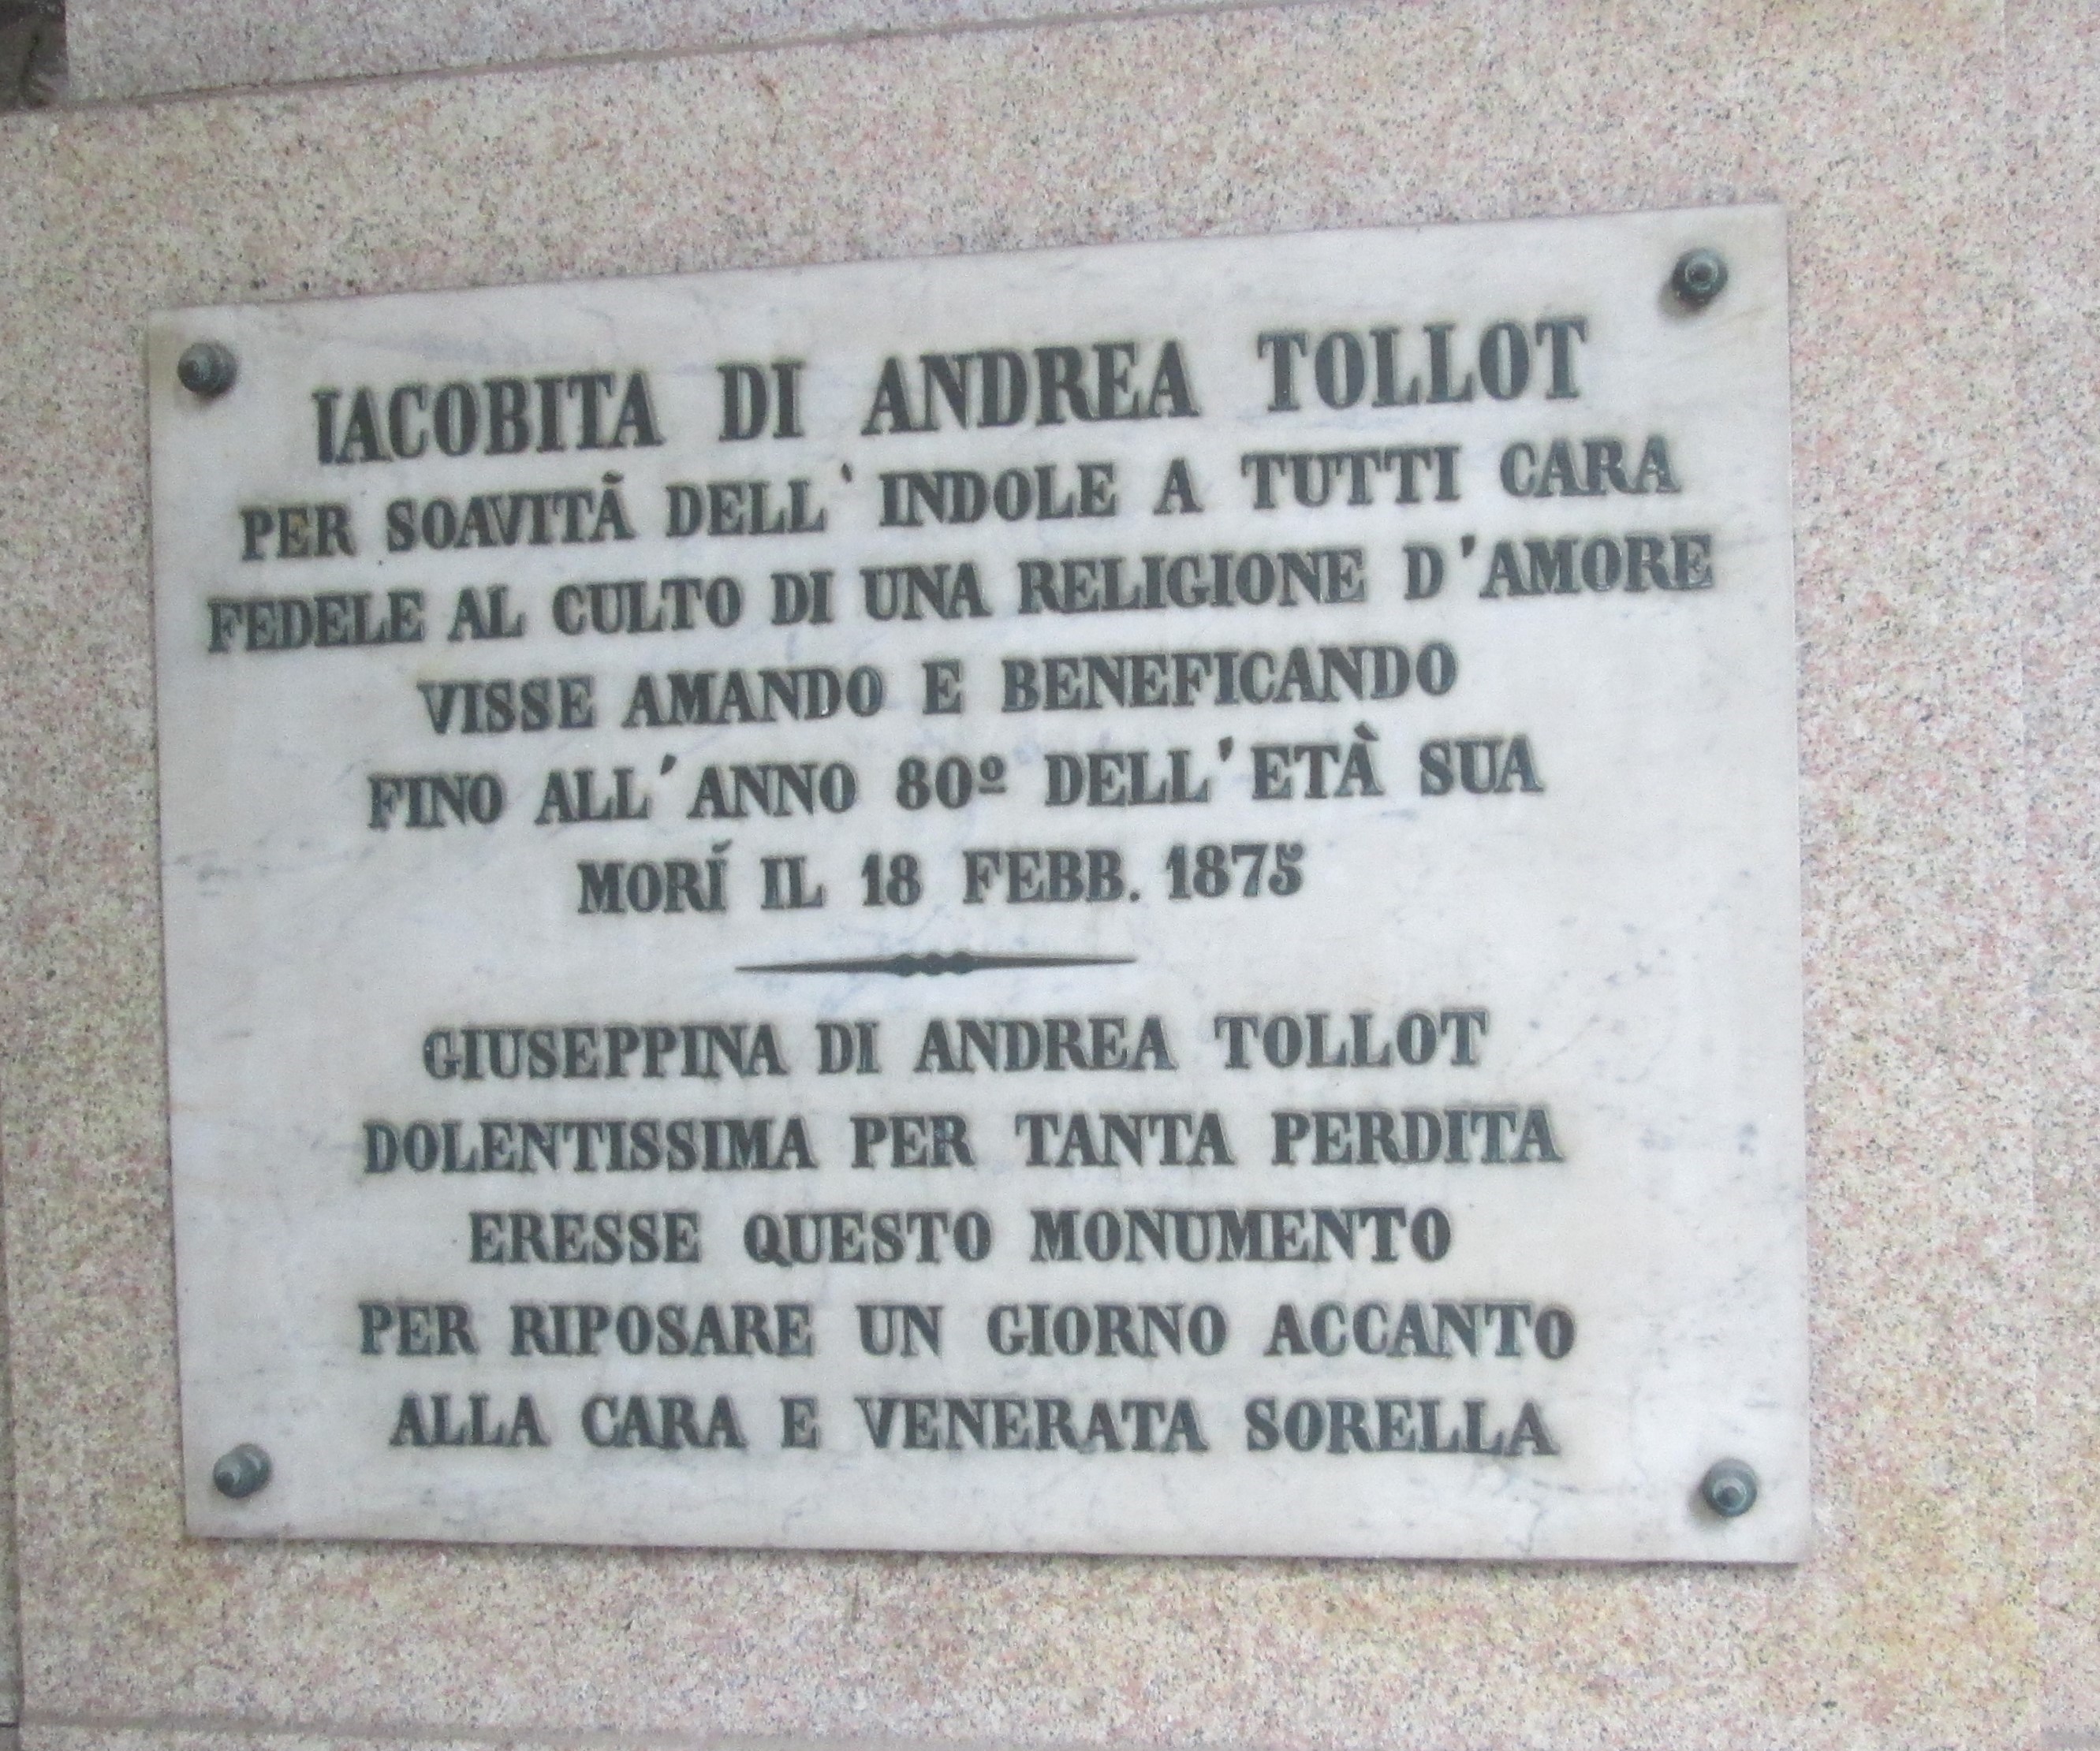 IACOBITA DI ANDREA TOLLOT
PER SOAVITÀ DELL' INDOLE A TUTTI CARA
FEDELE AL CULTO DI UNA RELIGIONE D'AMORE
VISSE AMANDO E BENEFICANDO
FINO ALL'ANNO 80º DELL'ETÀ SUA
MORÍ IL 18 FEBB. 1875
GIUSEPPINA DI ANDREA TOLLOT
DOLENTISSIMA PER TANTA PERDITA
ERESSE QUESTO MONUMENTO
PER RIPOSARE UN GIORNO ACCANTO
ALLA CARA E VENERATA SORELLA